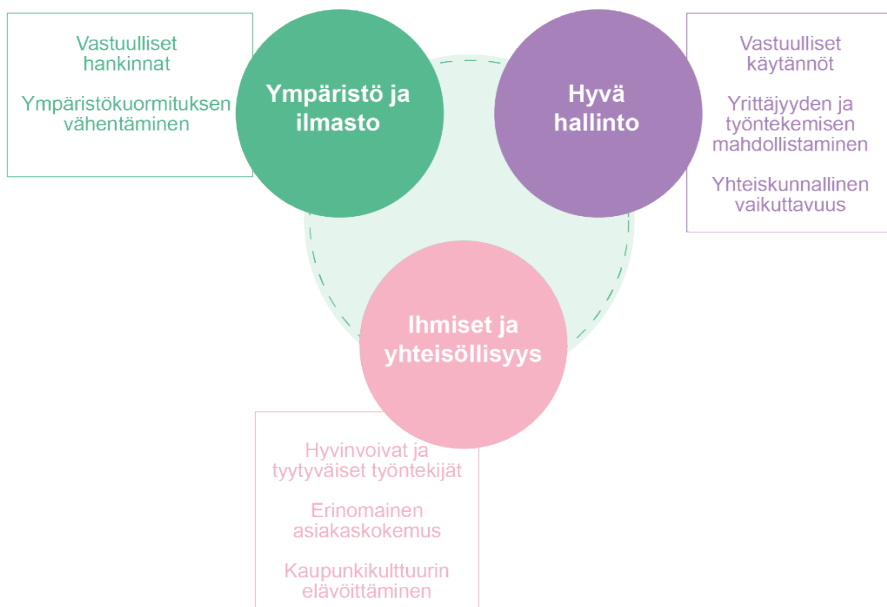 Vastuulliset
hankinnat
Ympäristökuormituksen
vähentäminen
Ympäristö ja
ilmasto
Hyvä
hallinto
Vastuulliset
käytännöt
Yrittäjyyden ja
työntekemisen
mahdollistaminen
Yhteiskunnallinen
vaikuttavuus
Ihmiset ja
yhteisöllisyys
Hyvinvoivat ja
tyytyväiset työntekijät
Erinomainen
asiakaskokemus
Kaupunkikulttuurin
elävöittäminen